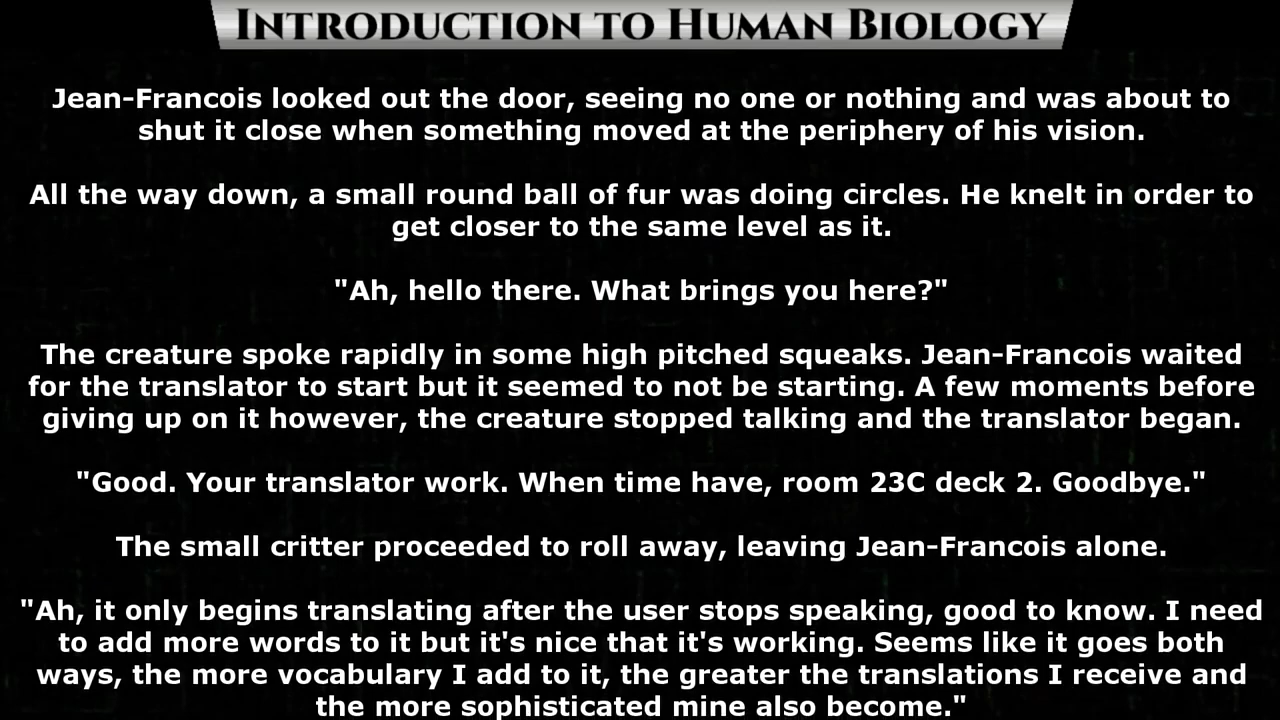 Introduction to Human Biology
Jean-Francois looked out the door, seeing no one or nothing and was about to
shut it close when something moved at the periphery of his vision.
All the way down, a small round ball of fur was doing circles. He knelt in order to
get closer to the same level as it.
"Ah, hello there. What brings you here?"
The creature spoke rapidly in some high pitched squeaks. Jean-Francois waited
for the translator to start but it seemed to not be starting. A few moments before
giving up on it however, the creature stopped talking and the translator began.
"Good. Your translator work. When time have, room 23C deck 2. Goodbye."
The small critter proceeded to roll away, leaving Jean-Francois alone.
"Ah, it only begins translating after the user stops speaking, good to know. I need
to add more words to it but it's nice that it's working. Seems like it goes both
ways, the more vocabulary I add to it, the greater the translations I receive and
the more sophisticated mine also become."